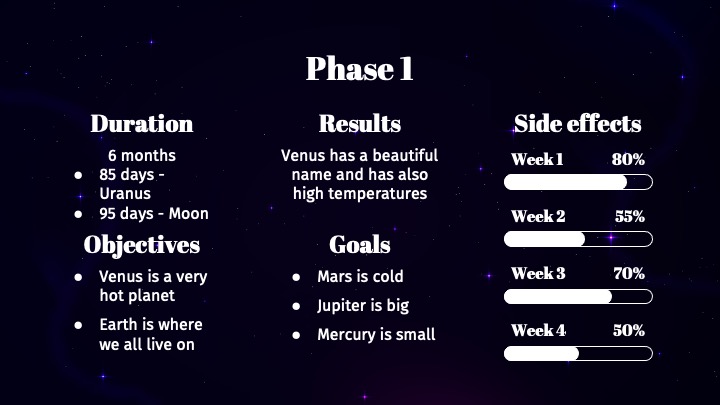 Phase 1
Duration
6 months
● 85 days -
Uranus
● 95 days - Moon
Objectives
● Venus is a very
hot planet
● Earth is where
we all live on
Results
Venus has a beautiful
name and has also
high temperatures
Goals
● Mars is cold
● Jupiter is big
● Mercury is small
Side effects
Week 1 80%
Week 2 55%
Week 3 70%
Week 4 50%